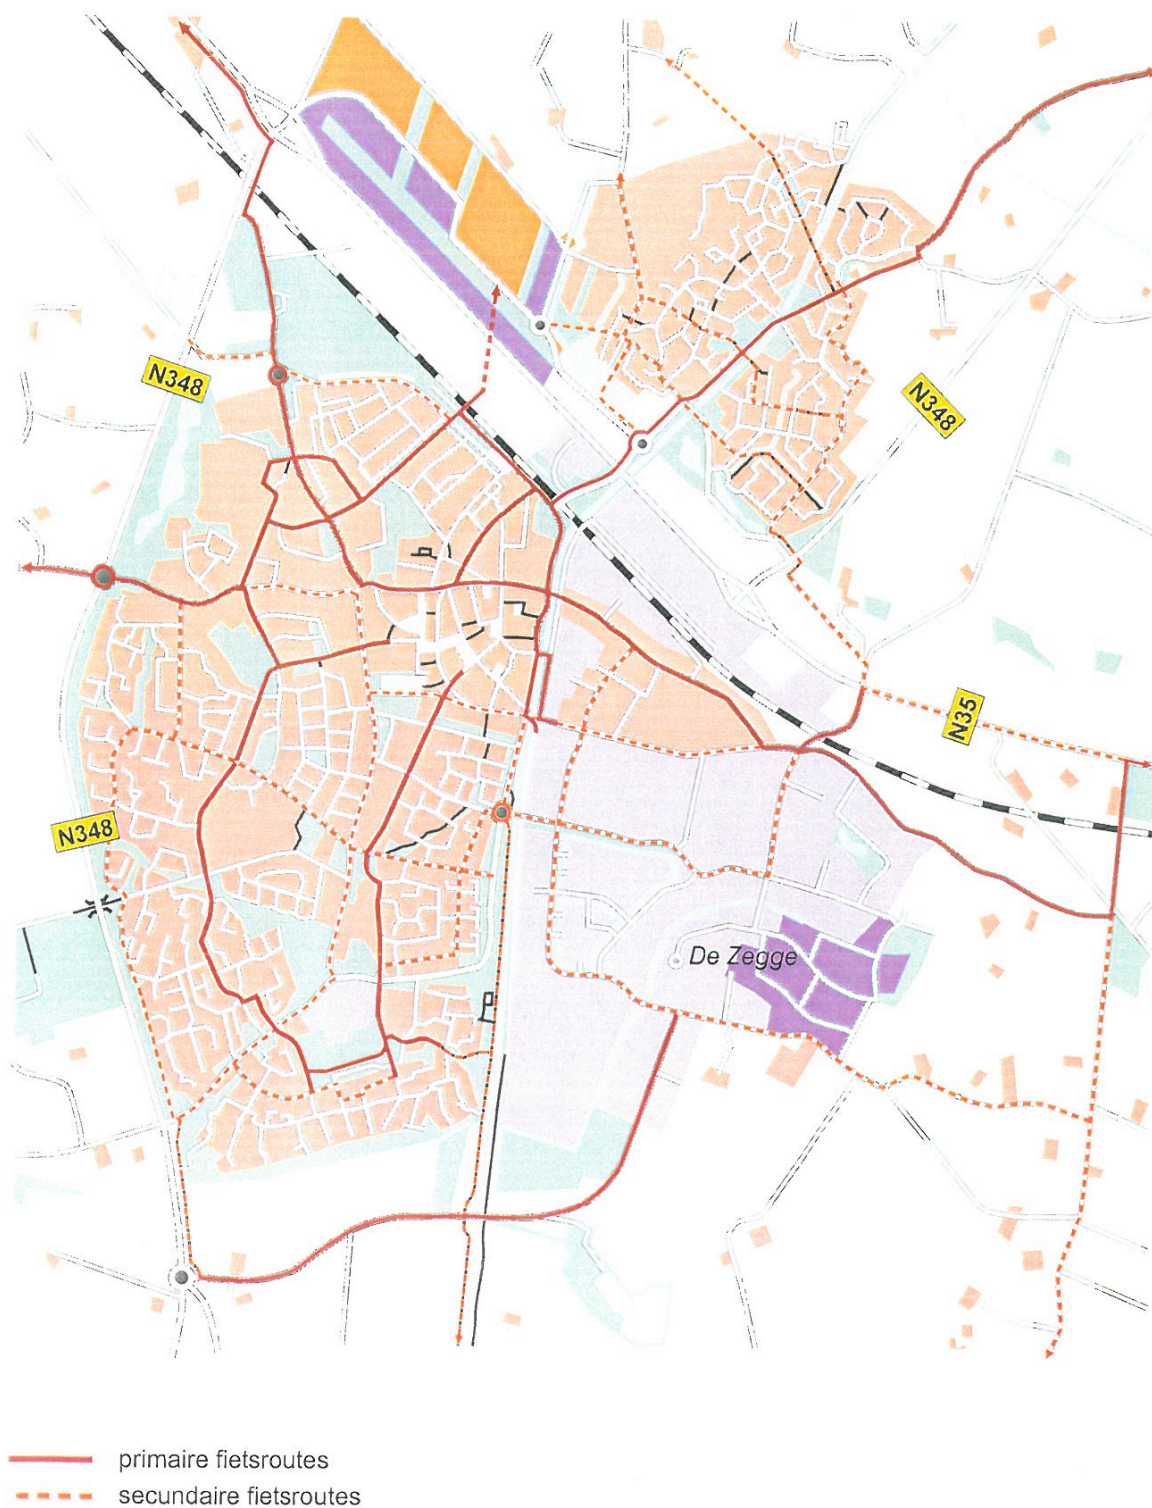 N348
N348
N35
N348
De Zegge
primaire fietsroutes
secundaire fietsroutes